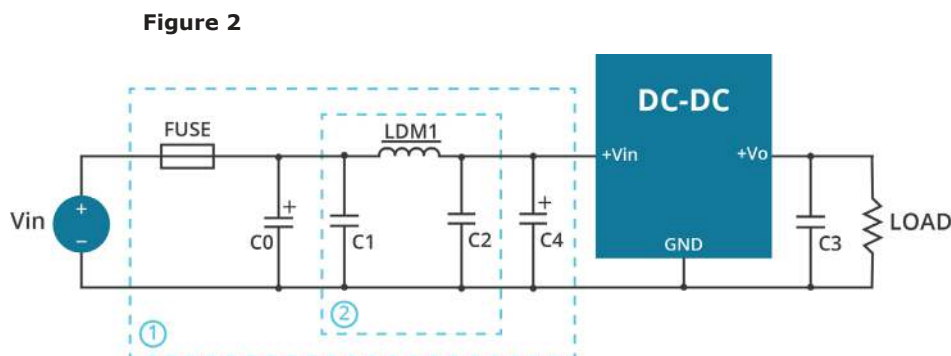 Figure 2
DC-DC
FUSE
LDM1
+Vin
+Vo
+
+
+
Vin
−
C0
C1
C2
C4
C3
LOAD
GND
2
1